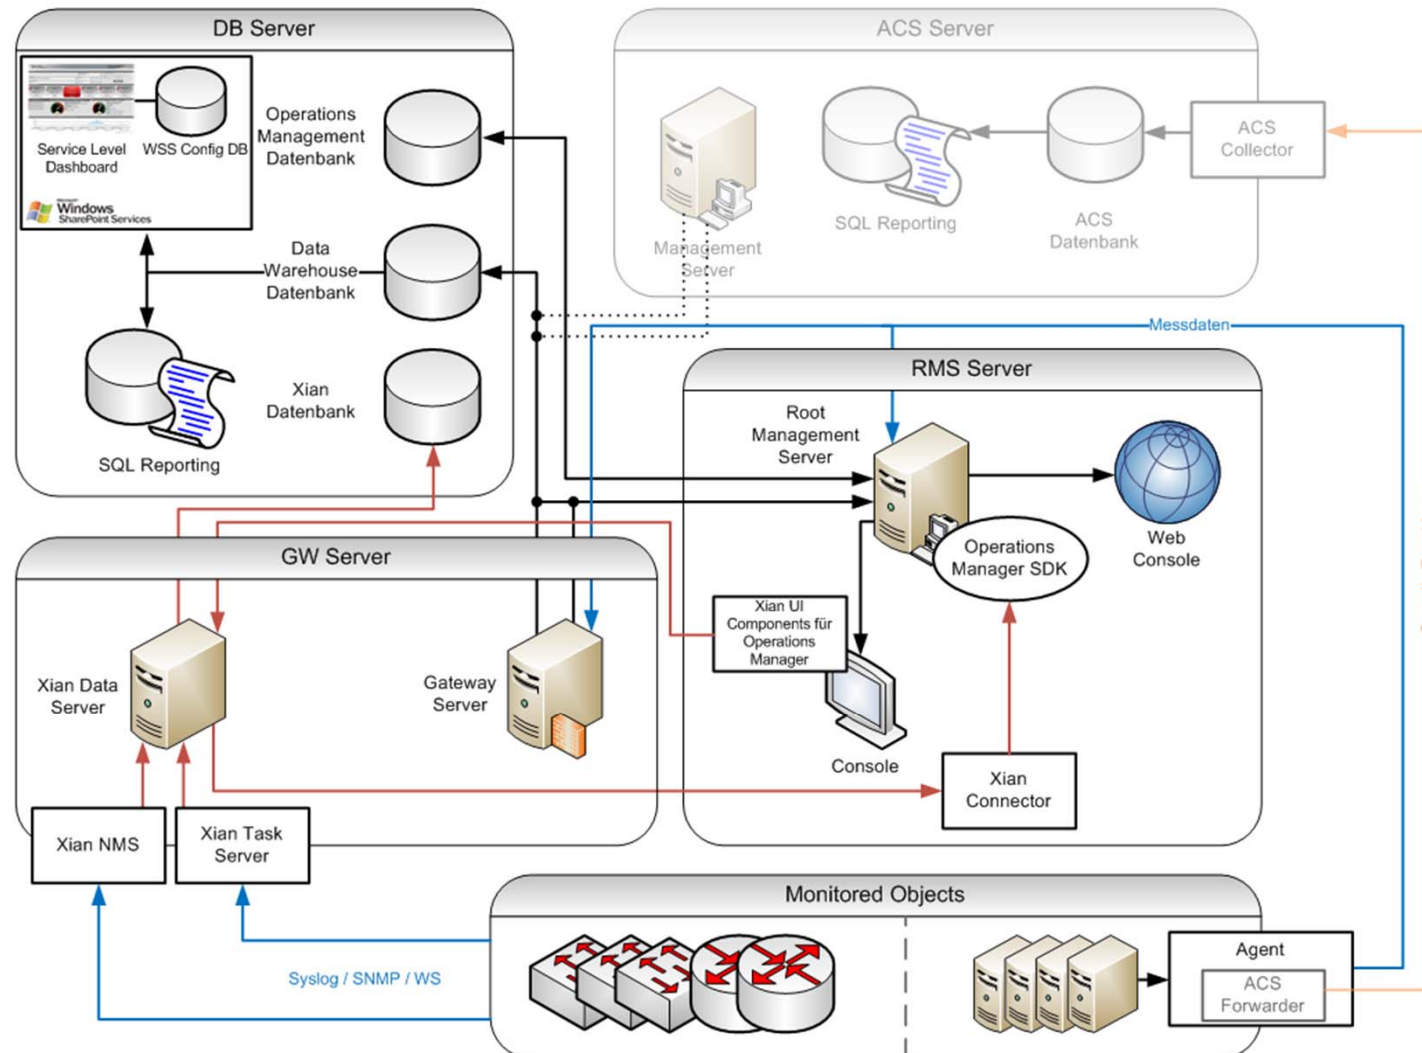 DB Server
Service Level
Dashboard
WSS Config DB
Microsoft
Windows
SharePoint Services
Operations
Management
Datenbank
Data
Warehouse
Datenbank
Xian
Datenbank
SQL Reporting
ACS Server
Management
Server
SQL Reporting
ACS
Datenbank
ACS
Collector
Messdaten
RMS Server
Root
Management
Server
Operations
Manager SDK
Web
Console
Xian UI
Components für
Operations
Manager
Console
Xian
Connector
GW Server
Xian Data
Server
Gateway
Server
Xian NMS
Xian Task
Server
Syslog / SNMP / WS
Monitored Objects
Agent
ACS
Forwarder